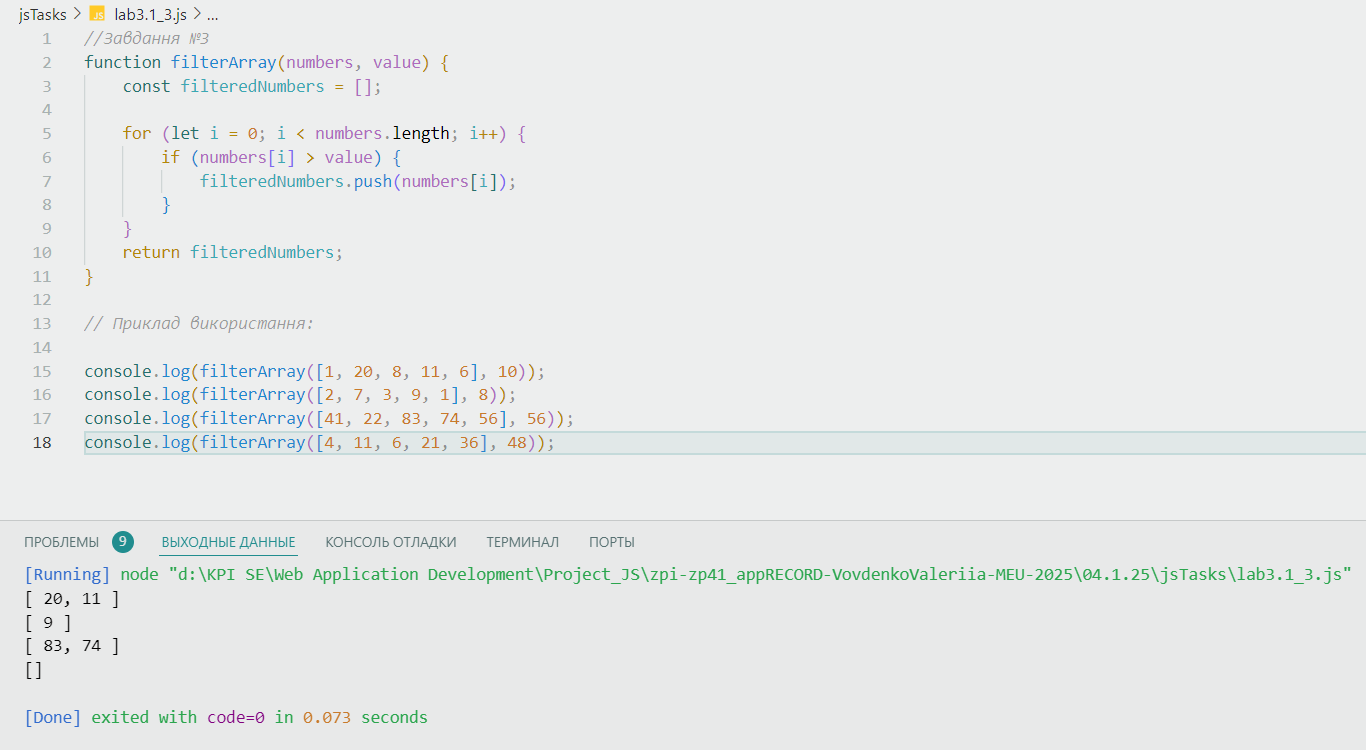 jsTasks > JS lab3.1_3.js > ...
1 //Завдання №3
2 function filterArray(numbers, value) {
3     const filteredNumbers = [];
4
5     for (let i = 0; i < numbers.length; i++) {
6         if (numbers[i] > value) {
7             filteredNumbers.push(numbers[i]);
8         }
9     }
10     return filteredNumbers;
11 }
12
13 // Приклад використання:
14
15 console.log(filterArray([1, 20, 8, 11, 6], 10));
16 console.log(filterArray([2, 7, 3, 9, 1], 8));
17 console.log(filterArray([41, 22, 83, 74, 56], 56));
18 console.log(filterArray([4, 11, 6, 21, 36], 48));
ПРОБЛЕМЫ 9 ВЫХОДНЫЕ ДАННЫЕ КОНСОЛЬ ОТЛАДКИ ТЕРМИНАЛ ПОРТЫ
[Running] node "d:\KPI SE\Web Application Development\Project_JS\zpi-zp41_appRECORD-VovdenkoValeriia-MEU-2025\04.1.25\jsTasks\lab3.1_3.js"
[ 20, 11 ]
[ 9 ]
[ 83, 74 ]
[]
[Done] exited with code=0 in 0.073 seconds